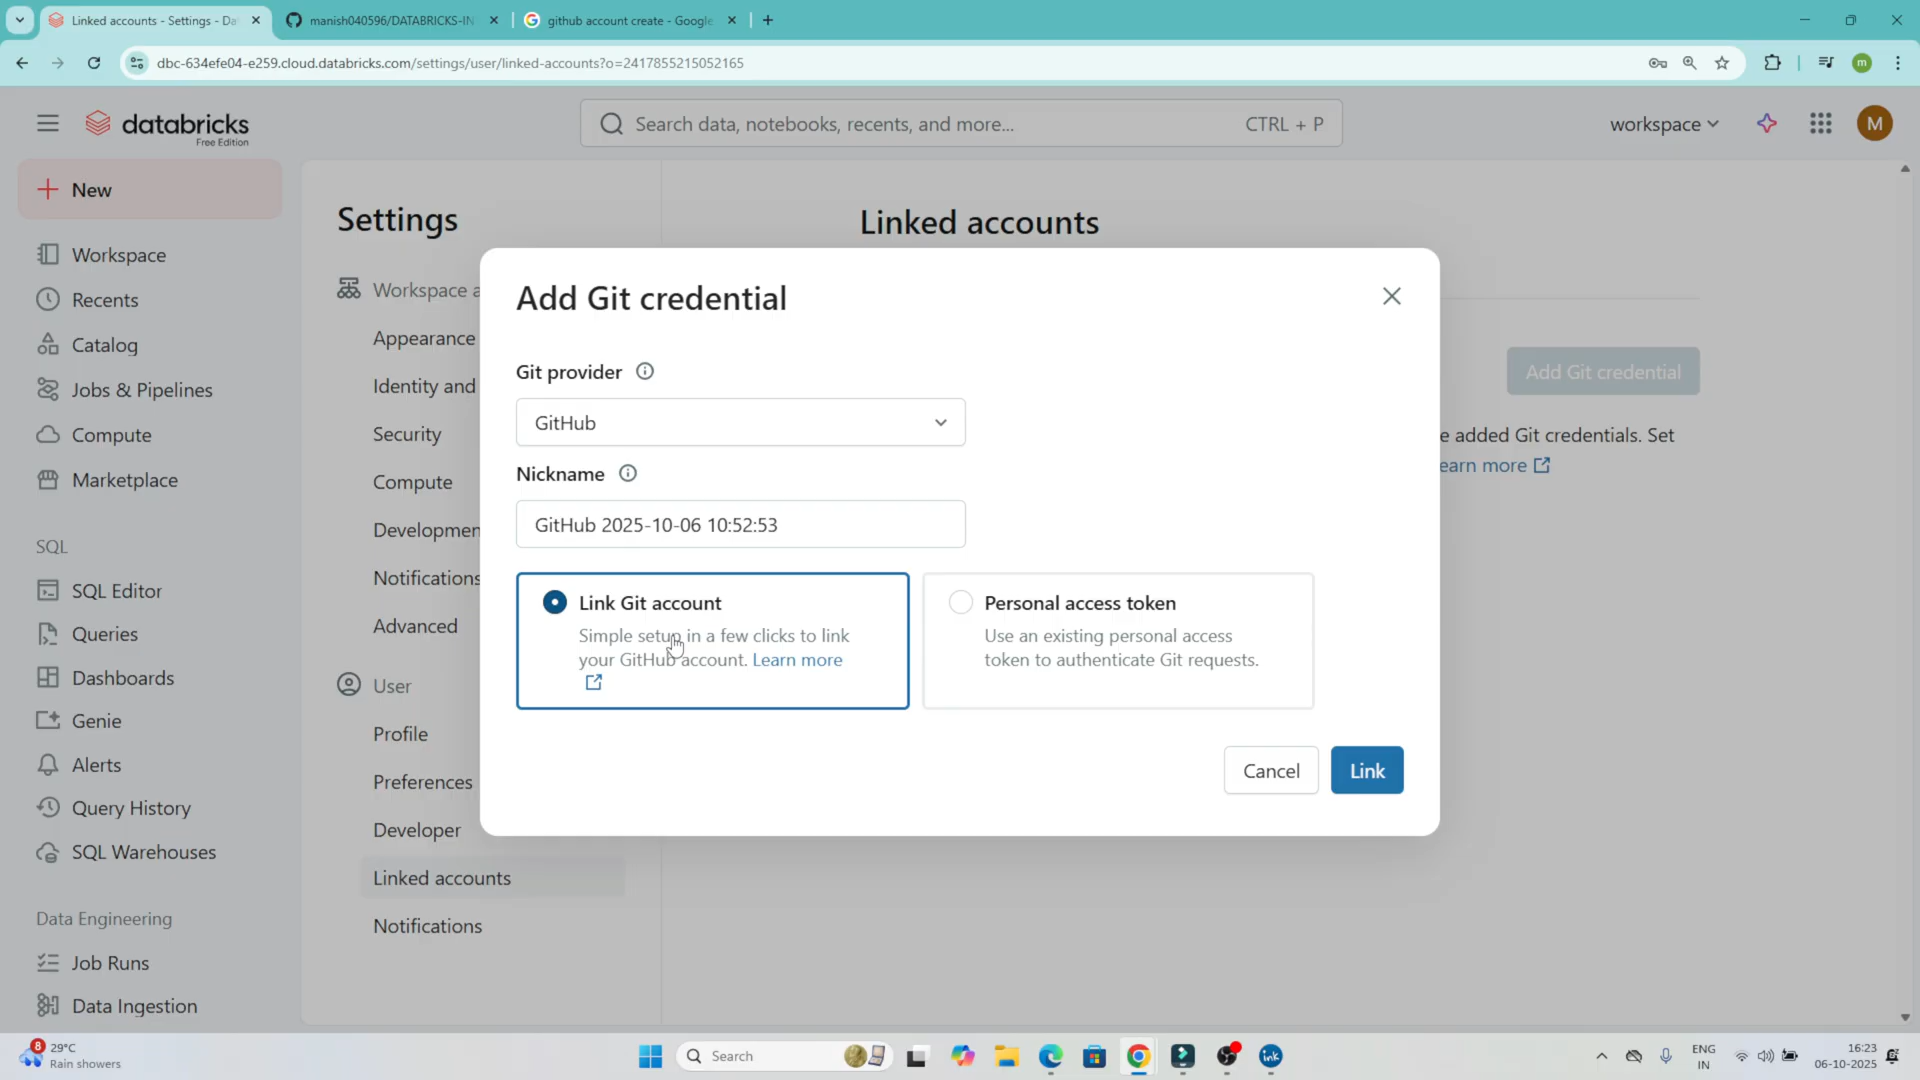 Linked accounts - Settings - Da
manish040596/DATABRICKS-IN
github account create - Google
dbc-634efe04-e259.cloud.databricks.com/settings/user/linked-accounts?o=2417855215052165
m
databricks
Free Edition
Search data, notebooks, recents, and more...
CTRL + P
workspace
M
New
Workspace
Recents
Catalog
Jobs & Pipelines
Compute
Marketplace
SQL
SQL Editor
Queries
Dashboards
Genie
Alerts
Query History
SQL Warehouses
Data Engineering
Job Runs
Data Ingestion
Settings
Workspace a
Appearance
Identity and
Security
Compute
Developmen
Notifications
Advanced
User
Profile
Preferences
Developer
Linked accounts
Notifications
Linked accounts
Add Git credential
e added Git credentials. Set
earn more
Add Git credential
Git provider
GitHub
Nickname
GitHub 2025-10-06 10:52:53
Link Git account
Simple setup in a few clicks to link
your GitHub account. Learn more
Personal access token
Use an existing personal access
token to authenticate Git requests.
Cancel
Link
8
29°C
Rain showers
Search
ink
ENG
IN
16:23
06-10-2025